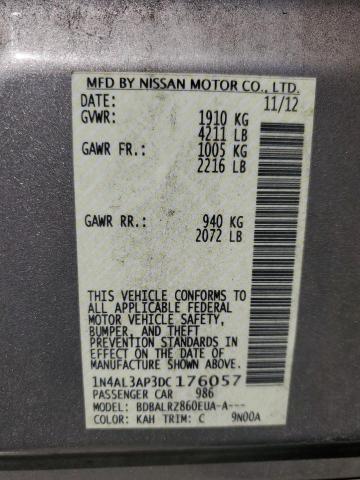 MFD BY NISSAN MOTOR CO., LTD.
DATE: 11/12
GVWR: 1910 KG
4211 LB
GAWR FR.: 1005 KG
2216 LB
GAWR RR.: 940 KG
2072 LB
THIS VEHICLE CONFORMS TO
ALL APPLICABLE FEDERAL
MOTOR VEHICLE SAFETY,
BUMPER, AND THEFT
PREVENTION STANDARDS IN
EFFECT ON THE DATE OF
MANUFACTURE SHOWN ABOVE.
1N4AL3AP3DC176057
PASSENGER CAR 986
MODEL: BDBALRZ860EUA-A---
COLOR: KAH TRIM: C 9N00A